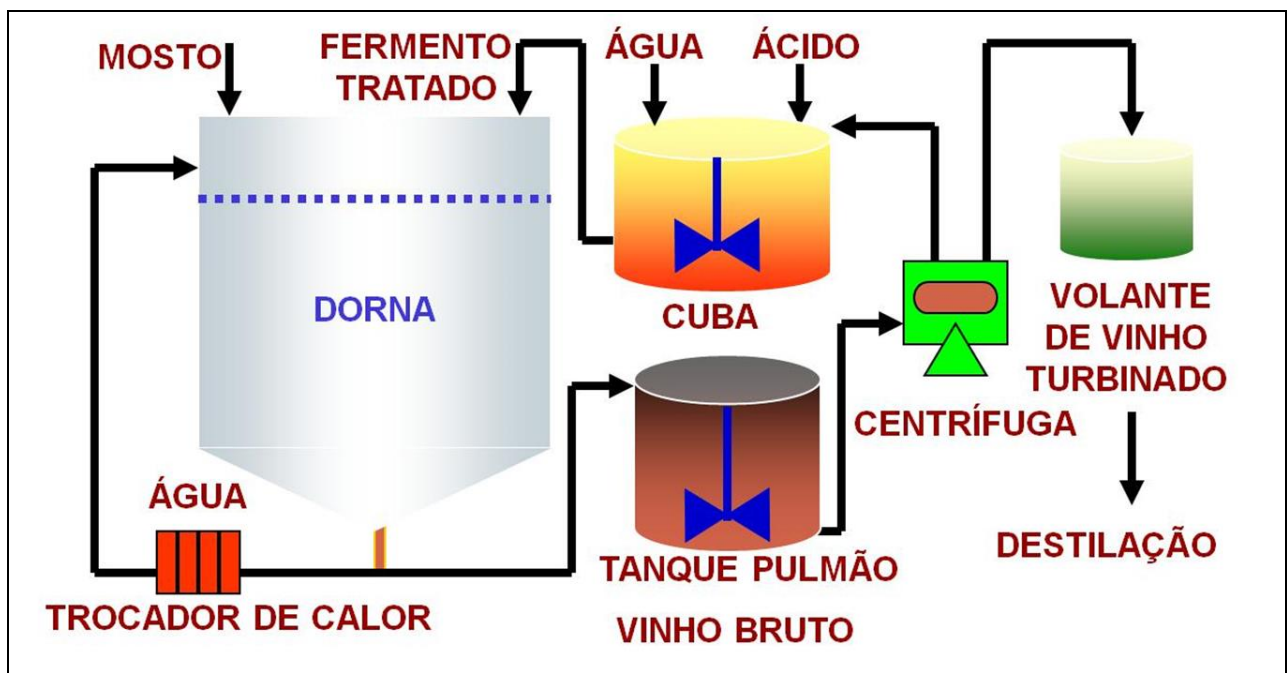 MOSTO
FERMENTO
TRATADO
ÁGUA
ÁCIDO
DORNA
CUBA
VOLANTE
DE VINHO
TURBINADO
CENTRÍFUGA
ÁGUA
TROCADOR DE CALOR
TANQUE PULMÃO
VINHO BRUTO
DESTILAÇÃO